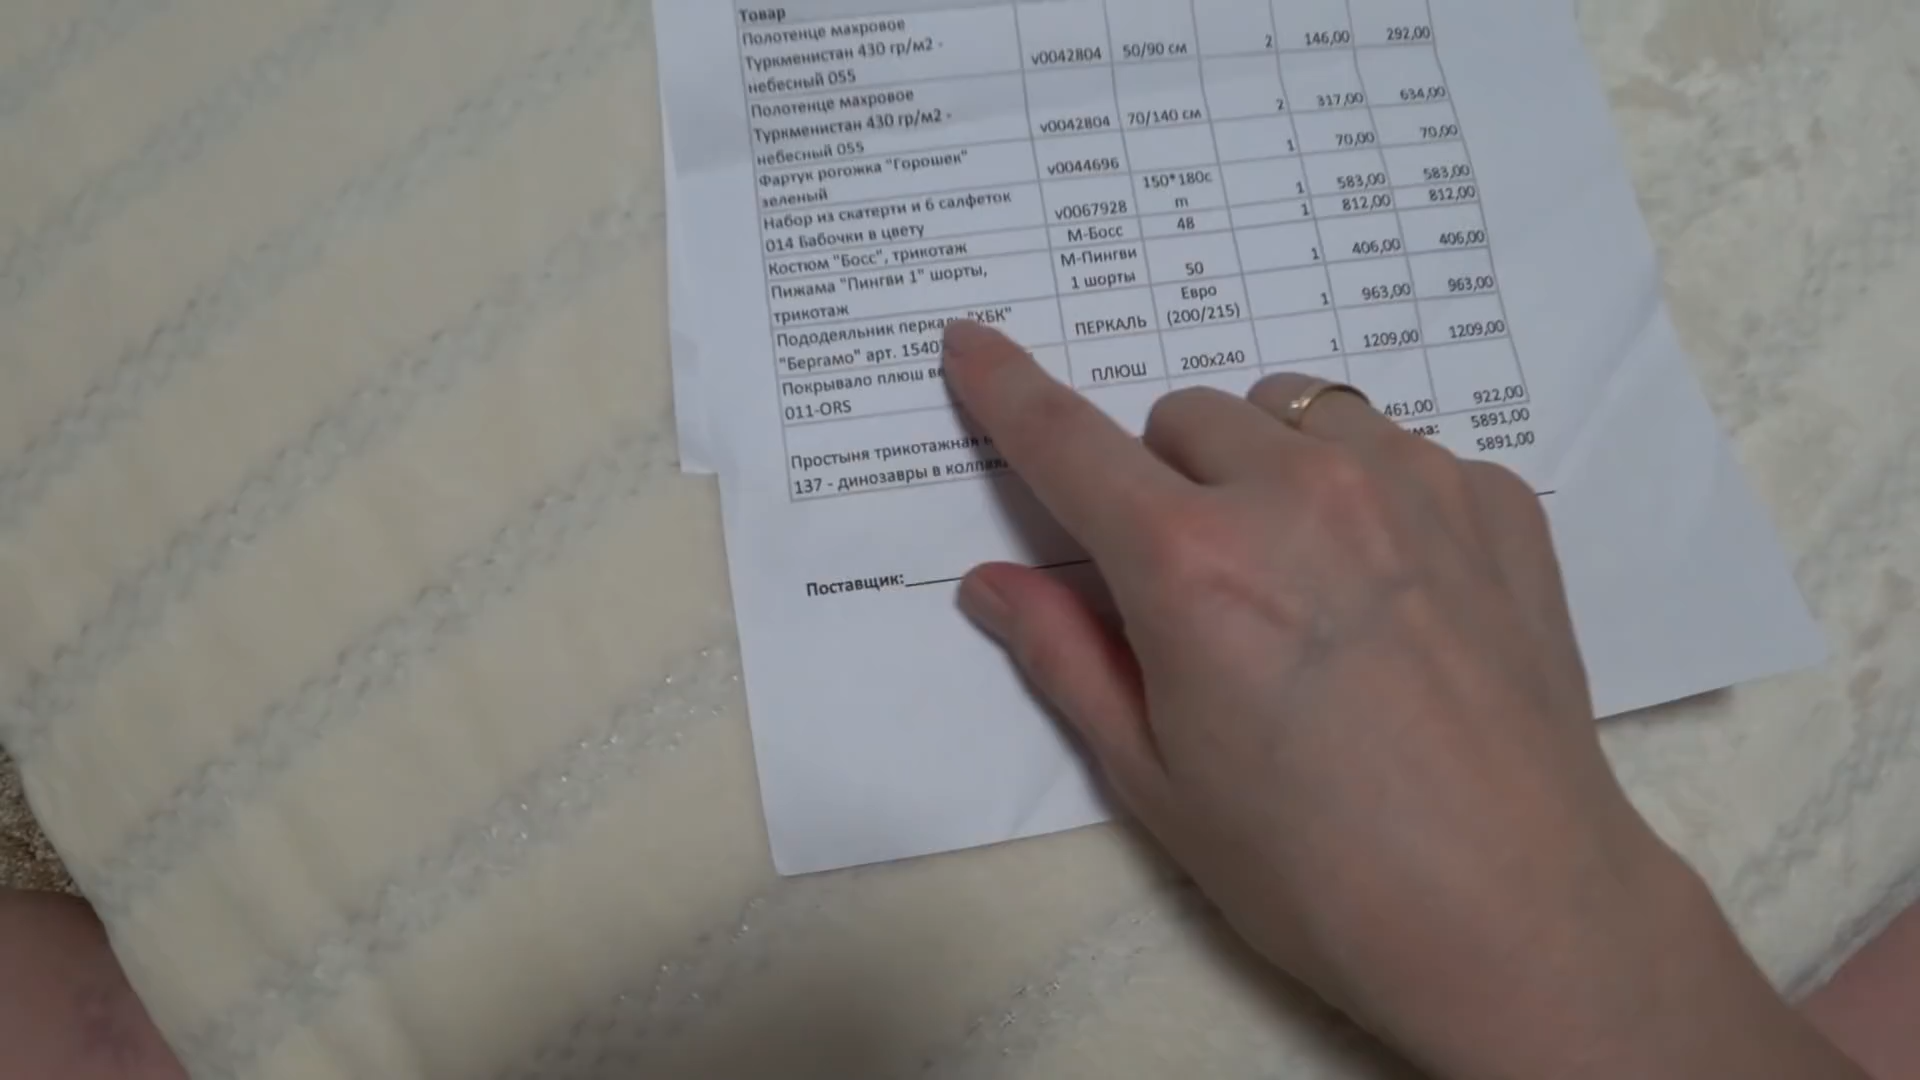 Товар
Полотенце махровое
Туркменистан 430 гр/м2 -
небесный 055
v0042804 50/90 см 2 146,00 292,00
Полотенце махровое
Туркменистан 430 гр/м2 -
небесный 055
v0042804 70/140 см 2 317,00 634,00
Фартук рогожка "Горошек"
зеленый
v0044696 1 70,00 70,00
Набор из скатерти и 6 салфеток
014 Бабочки в цвету
v0067928 150*180с
m
1 583,00 583,00
Костюм "Босс", трикотаж М-Босс 48 1 812,00 812,00
Пижама "Пингви 1" шорты,
трикотаж
М-Пингви
1 шорты
50 1 406,00 406,00
Пододеяльник перкаль "ХБК"
"Бергамо" арт. 1540
ПЕРКАЛЬ Евро
(200/215)
1 963,00 963,00
Покрывало плюш
011-ORS
ПЛЮШ 200х240 1 1209,00 1209,00
Простыня трикотажная
137 - динозавры в
461,00 922,00
5891,00
5891,00
Поставщик: